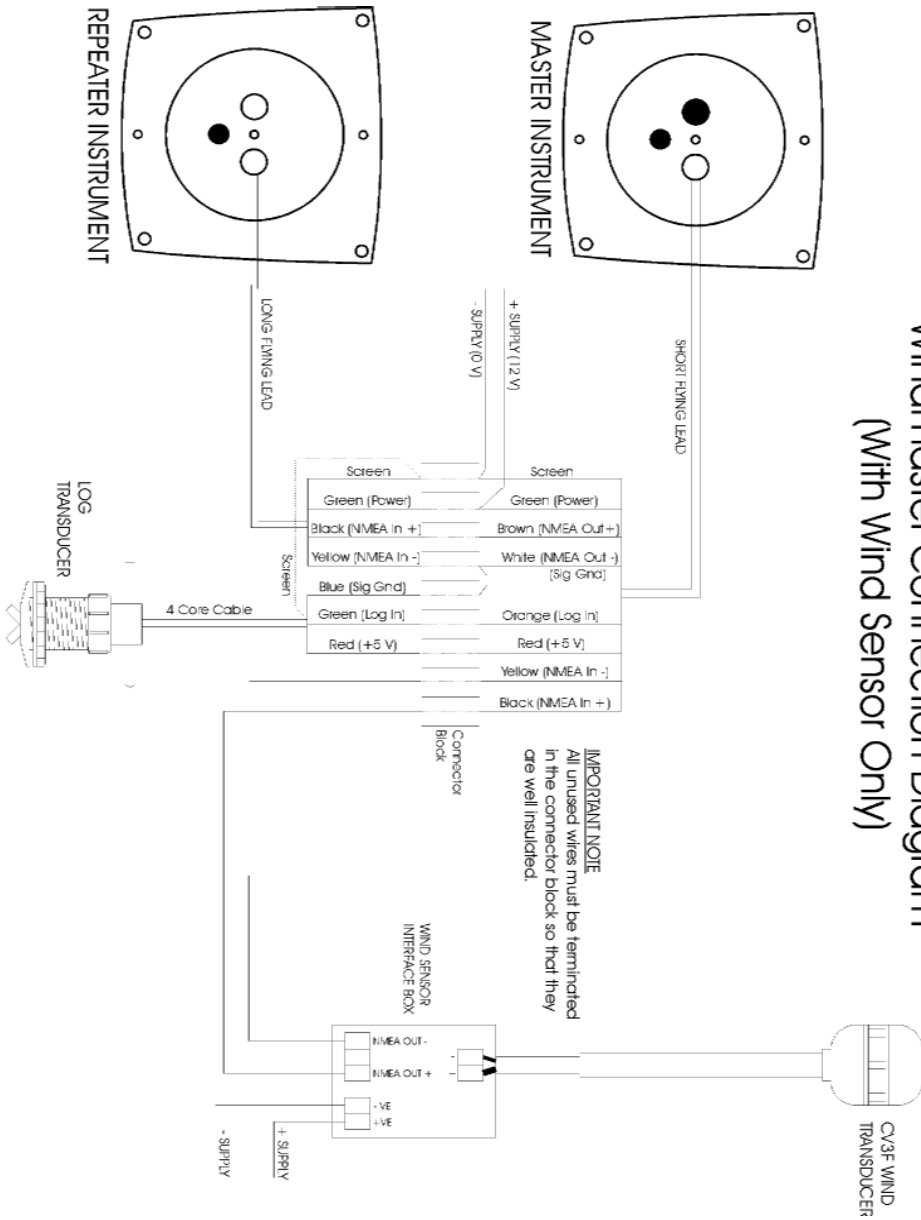 Windmaster Connection Diagram
(With Wind Sensor Only)
MASTER INSTRUMENT
REPEATER INSTRUMENT
SHORT FLYING LEAD
+ SUPPLY (12 V)
- SUPPLY (0 V)
LONG FLYING LEAD
Screen
Screen
Green (Power)
Green (Power)
Black (NMEA In +)
Brown (NMEA Out+)
Yellow (NMEA In -)
White (NMEA Out -)
(Sig Gnd)
Screen
Blue (Sig Gnd)
Green (Log In)
Orange (Log In)
Red (+5 V)
Red (+5 V)
Yellow (NMEA In -)
Black (NMEA In +)
Connector
Block
LOG
TRANSDUCER
4 Core Cable
IMPORTANT NOTE
All unused wires must be terminated
in the connector block so that they
are well insulated.
WIND SENSOR
INTERFACE BOX
NMEA OUT -
NMEA OUT +
- VE
+VE
+ SUPPLY
- SUPPLY
CV3F WIND
TRANSDUCER